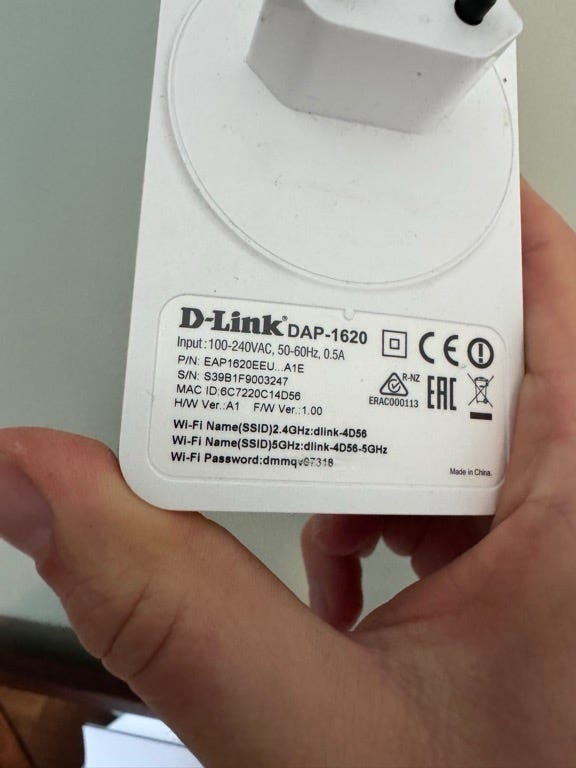 D-Link® DAP-1620
Input:100-240VAC, 50-60Hz, 0.5A
P/N: EAP1620EEU...A1E
S/N: S39B1F9003247
MAC ID:6C7220C14D56
H/W Ver.:A1 F/W Ver.:1.00
CE
R-NZ
ERAC000113
EAC
Wi-Fi Name(SSID)2.4GHz:dlink-4D56
Wi-Fi Name(SSID)5GHz:dlink-4D56-5GHz
Wi-Fi Password:dmmqv97318
Made in China.